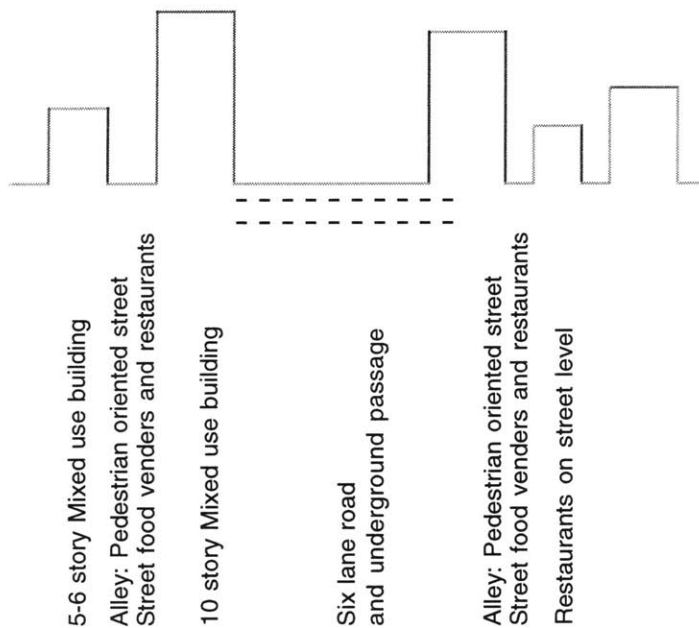 5-6 story Mixed use building
Alley: Pedestrian oriented street
Street food venders and restaurants
10 story Mixed use building
Six lane road
and underground passage
Alley: Pedestrian oriented street
Street food venders and restaurants
Restaurants on street level